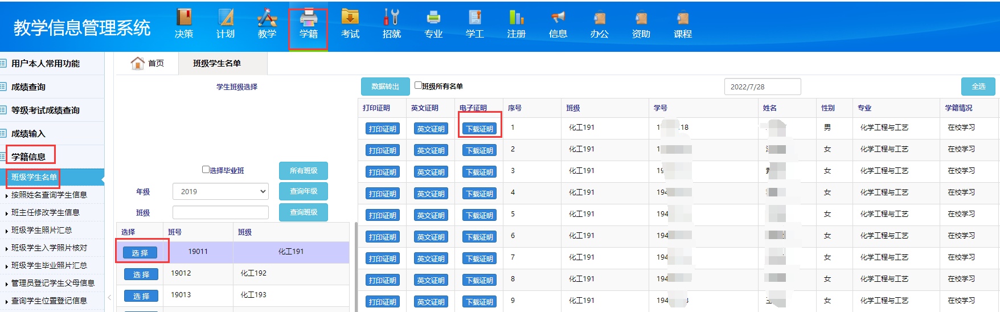 教学信息管理系统
决策 计划 教学 学籍 考试 招就 专业 学工 注册 信息 办公 资助 课程
用户本人常用功能
成绩查询
等级考试成绩查询
成绩输入
学籍信息
班级学生名单
按照姓名查询学生信息
班主任修改学生信息
班级学生照片汇总
班级学生入学照片核对
班级学生毕业照片汇总
管理员登记学生父母信息
查询学生位置登记信息
首页 班级学生名单
学生班级选择
选择毕业班 所有班级
年级 2019 查询年级
班级 查询班级
选择 班号 班级
选 择 19011 化工191
选 择 19012 化工192
选 择 19013 化工193
数据转出 班级所有名单 2022/7/28 全选
打印证明 英文证明 电子证明 序号 班级 学号 姓名 性别 专业 学籍情况
打印证明 英文证明 下载证明 1 化工191 1 18 男 化学工程与工艺 在校学习
打印证明 英文证明 下载证明 2 化工191 1 女 化学工程与工艺 在校学习
打印证明 英文证明 下载证明 3 化工191 19 女 化学工程与工艺 在校学习
打印证明 英文证明 下载证明 4 化工191 194 女 化学工程与工艺 在校学习
打印证明 英文证明 下载证明 5 化工191 194 女 化学工程与工艺 在校学习
打印证明 英文证明 下载证明 6 化工191 194 女 化学工程与工艺 在校学习
打印证明 英文证明 下载证明 7 化工191 194 女 化学工程与工艺 在校学习
打印证明 英文证明 下载证明 8 化工191 194 女 化学工程与工艺 在校学习
打印证明 英文证明 下载证明 9 化工191 194 3 女 化学工程与工艺 在校学习